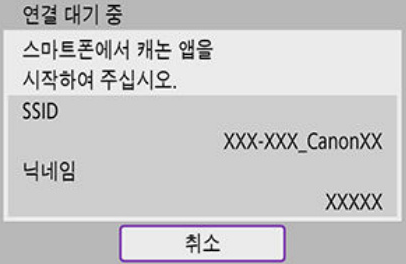 연결 대기 중
스마트폰에서 캐논 앱을
시작하여 주십시오.
SSID
XXX-XXX_CanonXX
닉네임
XXXXX
취소